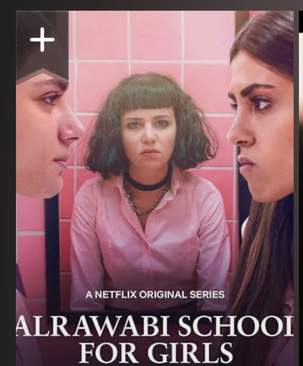 A NETFLIX ORIGINAL SERIES
ALRAWABI SCHOOL
FOR GIRLS